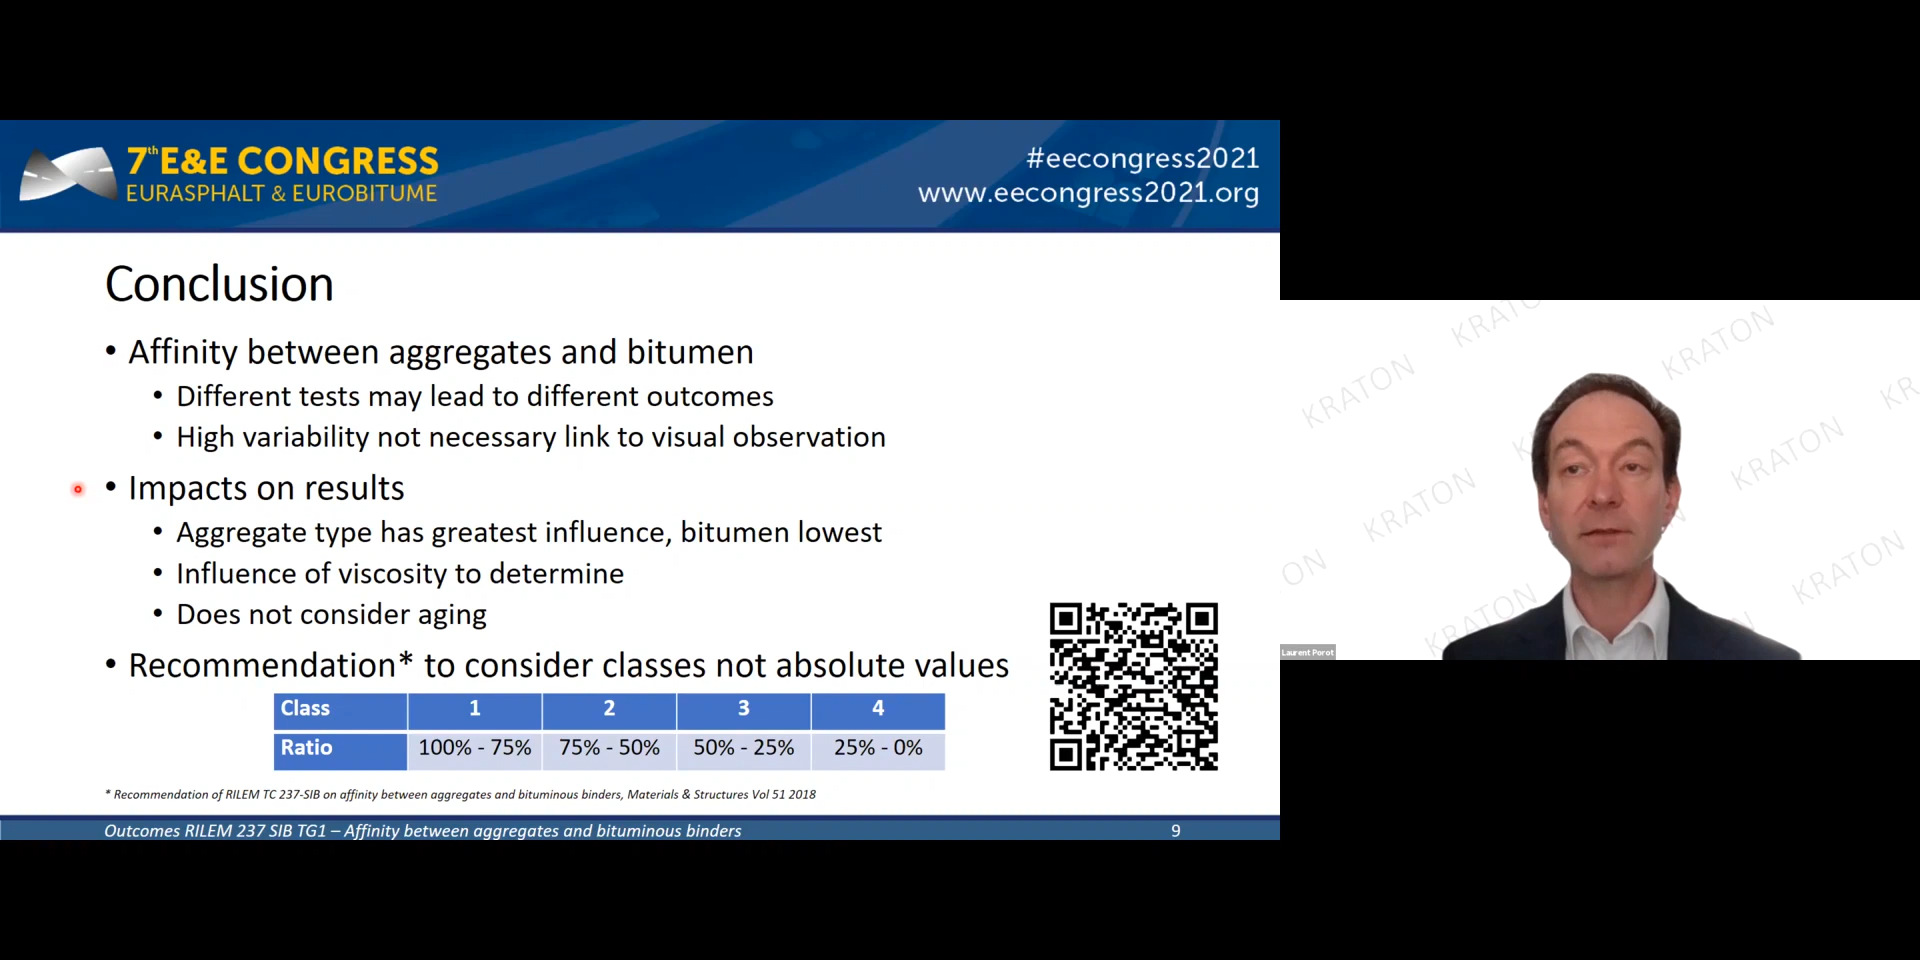 7th E&E CONGRESS
EURASPHALT & EUROBITUME
#eecongress2021
www.eecongress2021.org
Conclusion
• Affinity between aggregates and bitumen
• Different tests may lead to different outcomes
• High variability not necessary link to visual observation
• Impacts on results
• Aggregate type has greatest influence, bitumen lowest
• Influence of viscosity to determine
• Does not consider aging
• Recommendation* to consider classes not absolute values
Class 1 2 3 4
Ratio 100% - 75% 75% - 50% 50% - 25% 25% - 0%
* Recommendation of RILEM TC 237-SIB on affinity between aggregates and bituminous binders, Materials & Structures Vol 51 2018
Outcomes RILEM 237 SIB TG1 – Affinity between aggregates and bituminous binders 9
KRATON
KRATON
KRATON
KR
KRATON
KRATON
ON
KRATON
KRATON
Laurent Porot